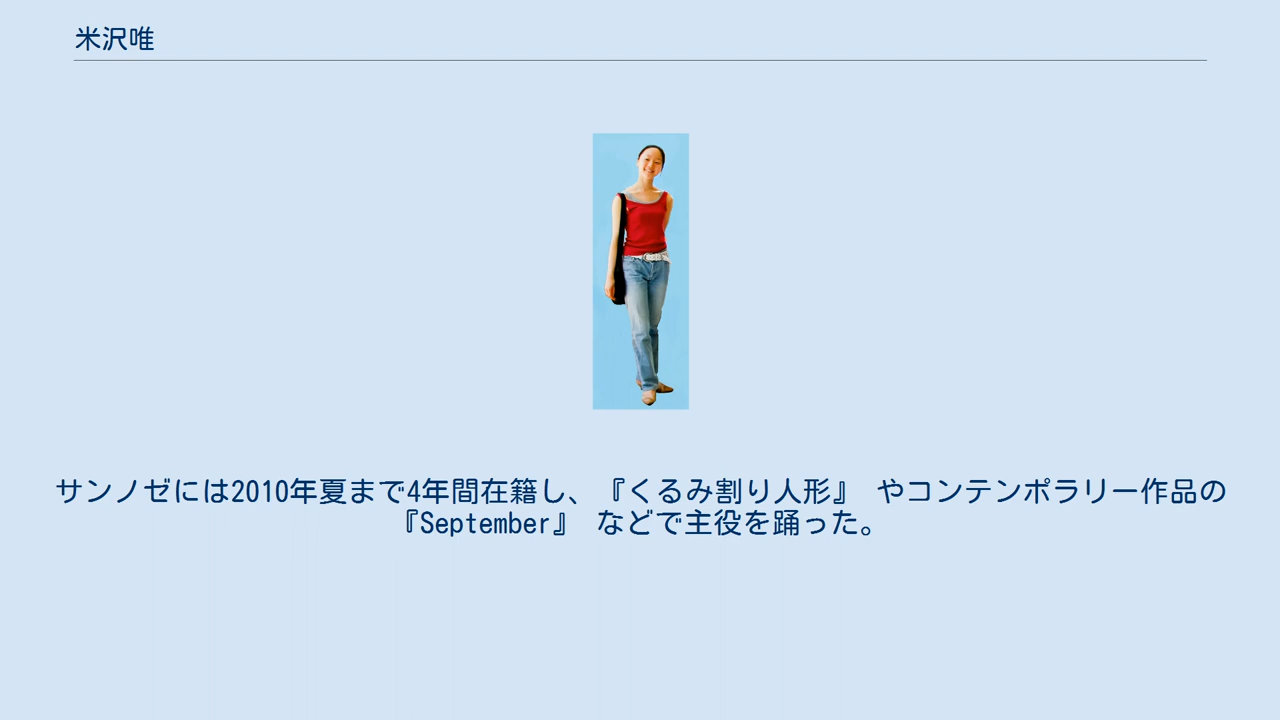 米沢唯
サンノゼには2010年夏まで4年間在籍し、『くるみ割り人形』 やコンテンポラリー作品の
『September』 などで主役を踊った。